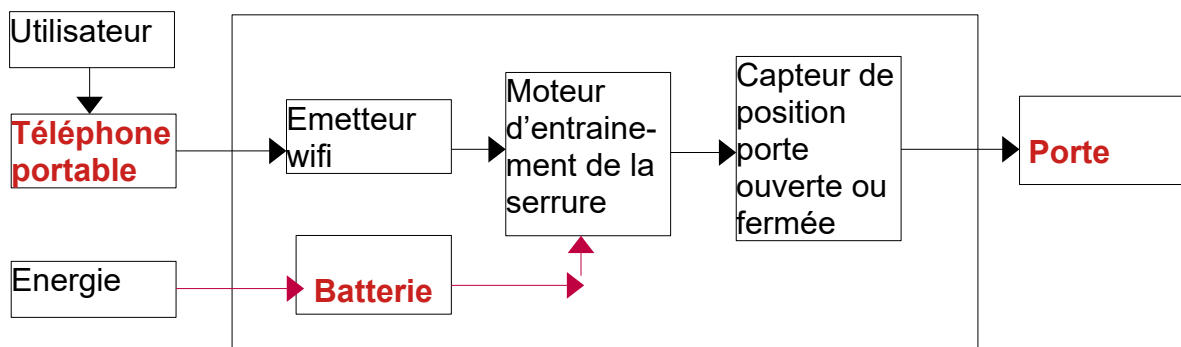 Utilisateur
Téléphone
portable
Emetteur
wifi
Moteur
d’entraine-
ment de la
serrure
Capteur de
position
porte
ouverte ou
fermée
Porte
Energie
Batterie